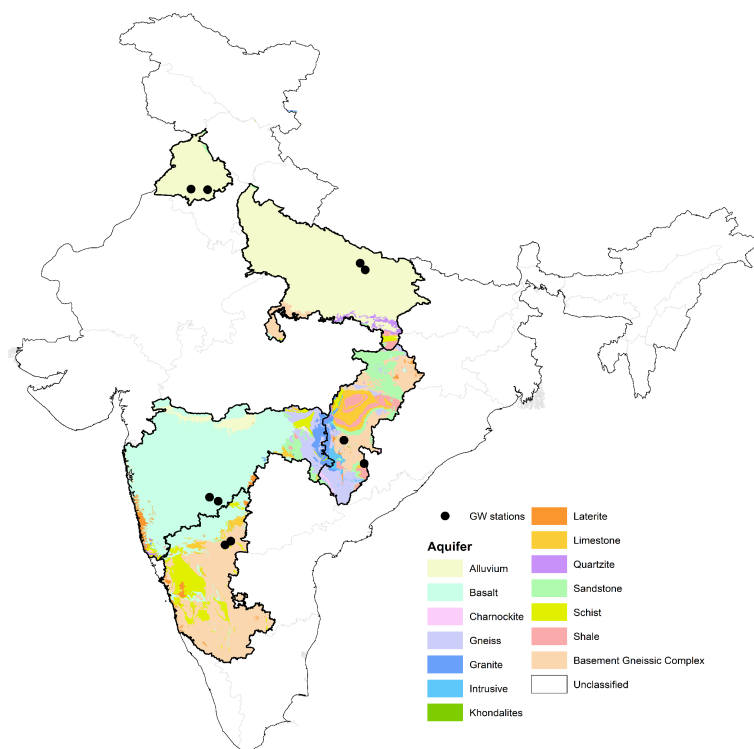 GW stations
Aquifer
Alluvium
Basalt
Charnockite
Gneiss
Granite
Intrusive
Khondalites
Laterite
Limestone
Quartzite
Sandstone
Schist
Shale
Basement Gneissic Complex
Unclassified